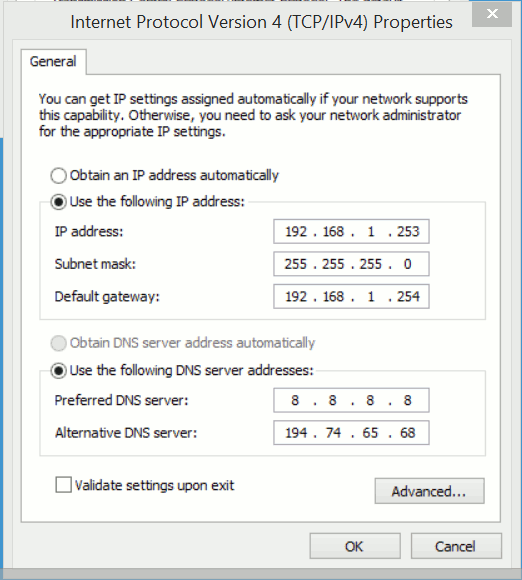 Internet Protocol Version 4 (TCP/IPv4) Properties
General
You can get IP settings assigned automatically if your network supports
this capability. Otherwise, you need to ask your network administrator
for the appropriate IP settings.
Obtain an IP address automatically
Use the following IP address:
IP address: 192 . 168 . 1 . 253
Subnet mask: 255 . 255 . 255 . 0
Default gateway: 192 . 168 . 1 . 254
Obtain DNS server address automatically
Use the following DNS server addresses:
Preferred DNS server: 8 . 8 . 8 . 8
Alternative DNS server: 194 . 74 . 65 . 68
Validate settings upon exit
Advanced...
OK Cancel